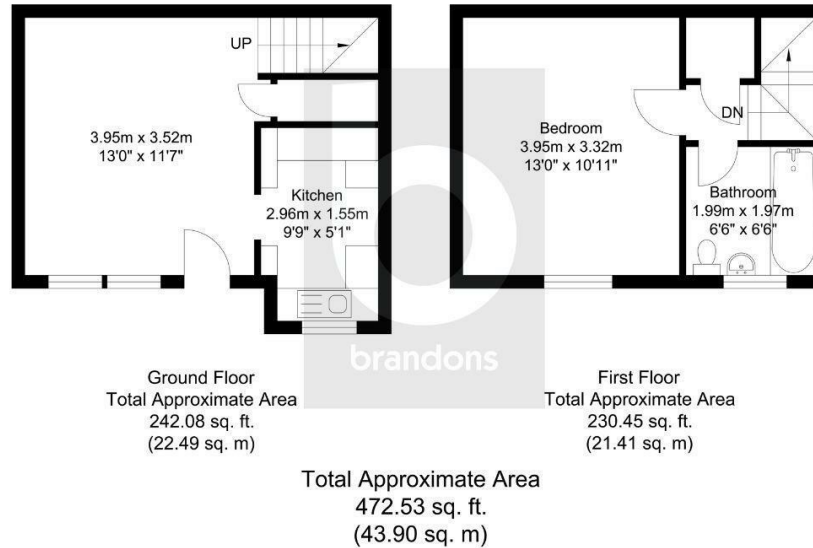 UP
3.95m x 3.52m
13'0" x 11'7"
Kitchen
2.96m x 1.55m
9'9" x 5'1"
Bedroom
3.95m x 3.32m
13'0" x 10'11"
DN
Bathroom
1.99m x 1.97m
6'6" x 6'6"
brandons
Ground Floor
Total Approximate Area
242.08 sq. ft.
(22.49 sq. m)
First Floor
Total Approximate Area
230.45 sq. ft.
(21.41 sq. m)
Total Approximate Area
472.53 sq. ft.
(43.90 sq. m)